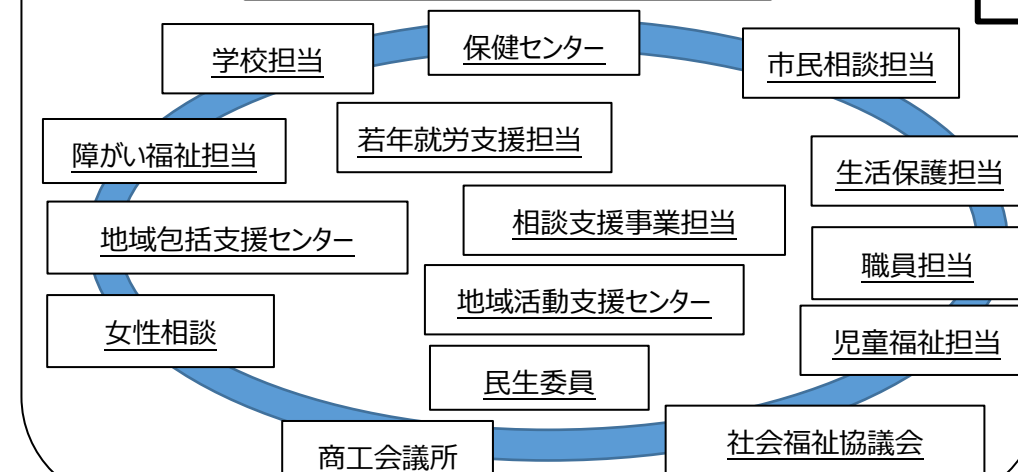 保健センター
学校担当
市民相談担当
若年就労支援担当
障がい福祉担当
生活保護担当
相談支援事業担当
地域包括支援センター
職員担当
地域活動支援センター
女性相談
児童福祉担当
民生委員
社会福祉協議会
商工会議所